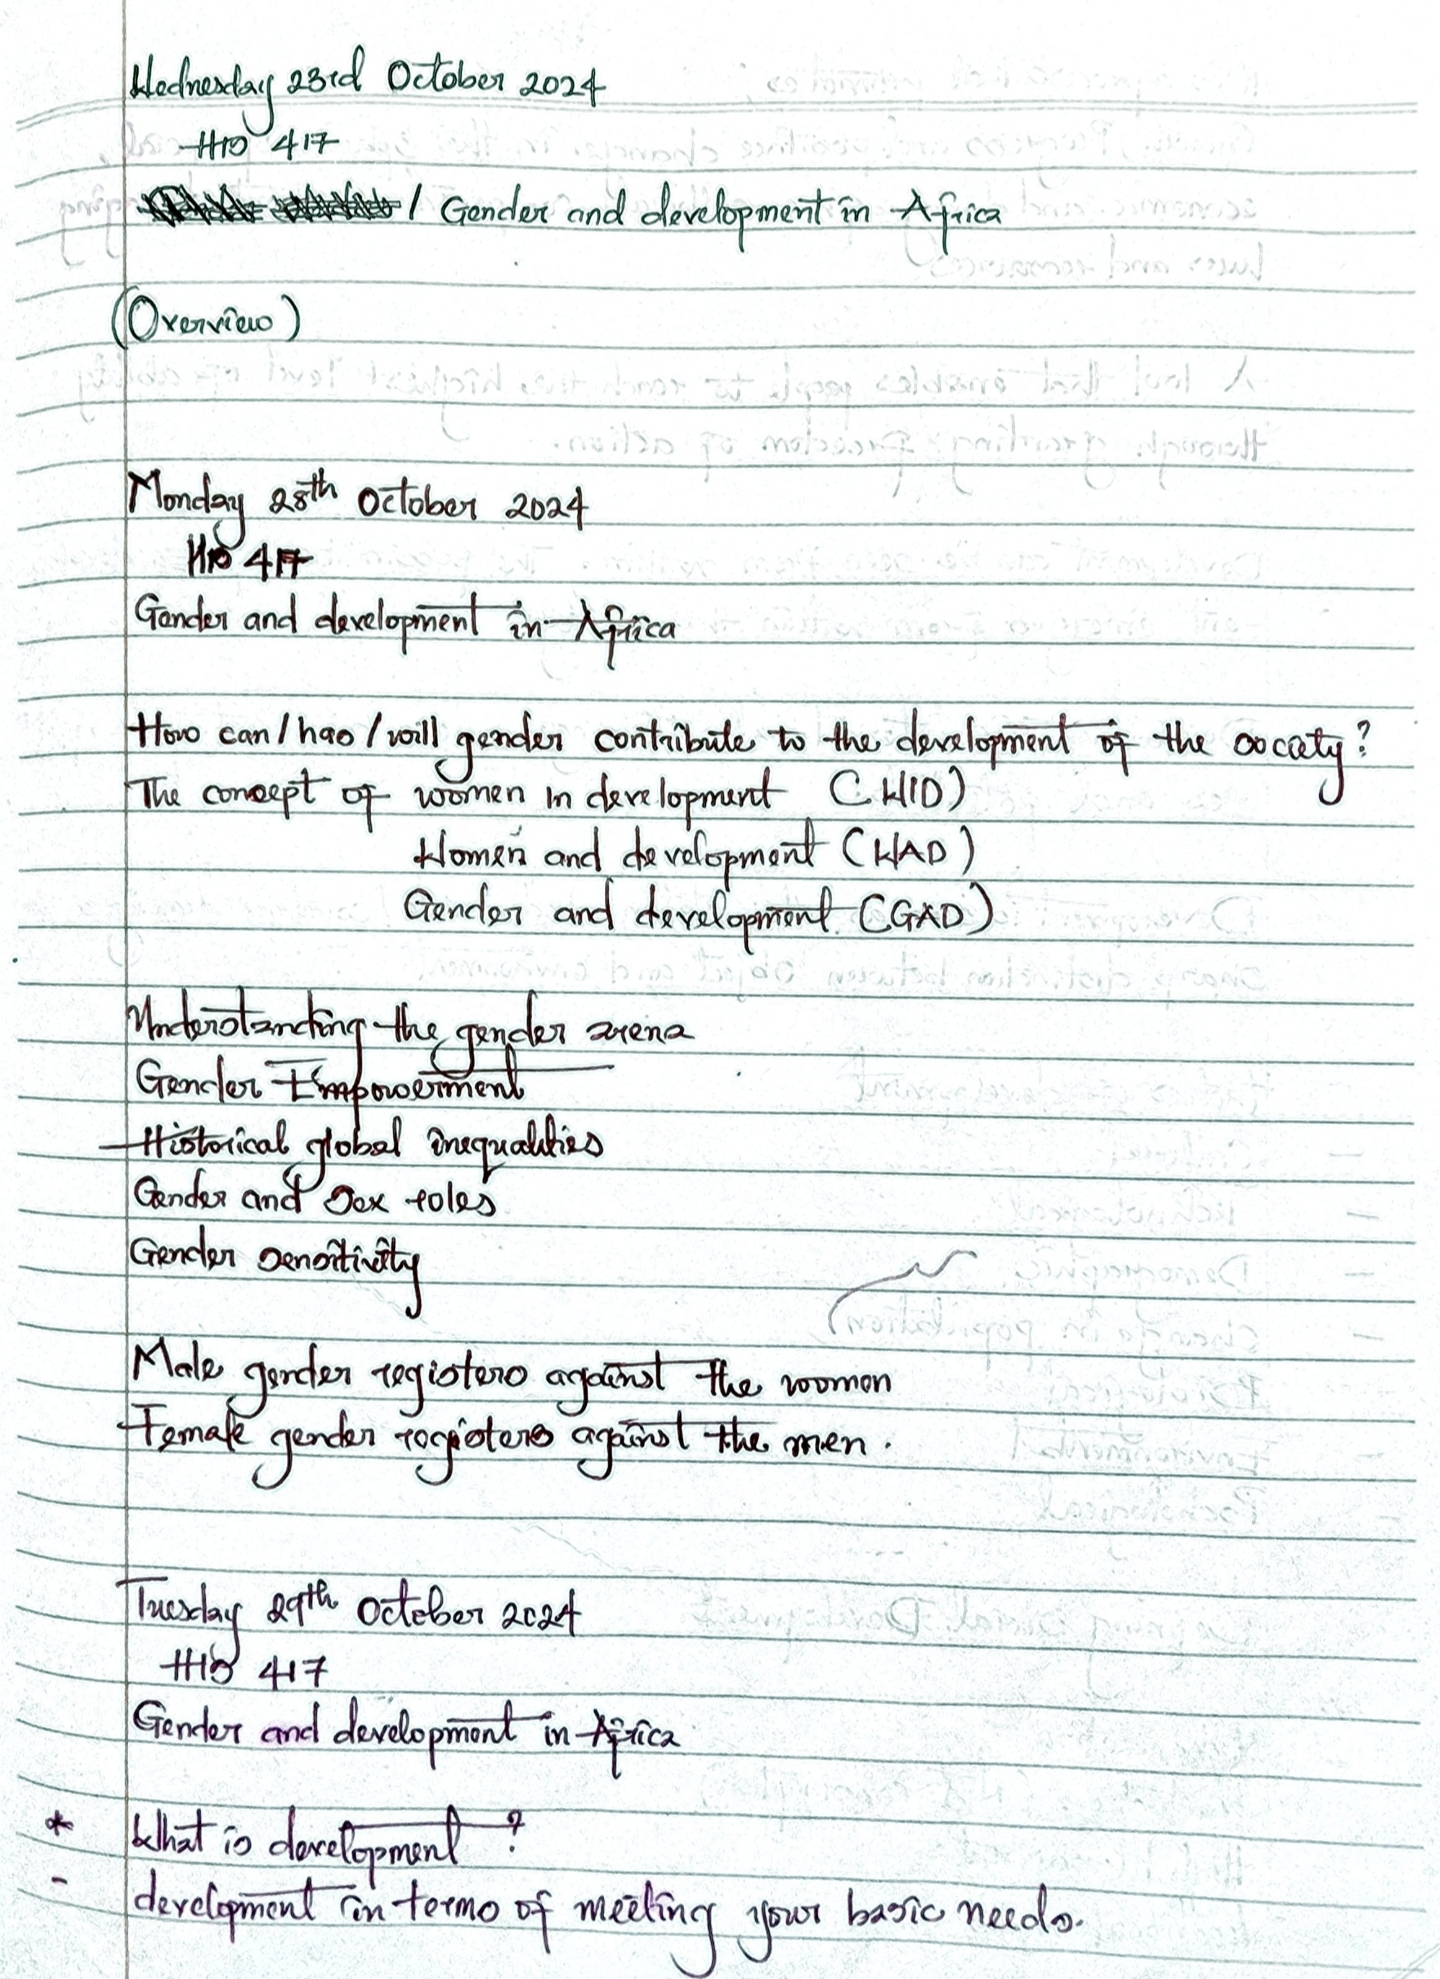 Wednesday 23rd October 2024
HIS 417
/ Gender and development in Africa
(Overview)
Monday 28th October 2024
HIS 417
Gender and development in Africa
How can/has/will gender contribute to the development of the socaty?
The concept of women in development (WID)
Women and development (WAD)
Gender and development (GAD)
Understanding the gender arena
Gender Empowerment
Historical global inequalities
Gender and Sex roles
Gender sensitivity
Male gender registers against the women
Female gender registers against the men.
Tuesday 29th October 2024
HIS 417
Gender and development in Africa
* What is development?
- development in terms of meeting your basic needs.